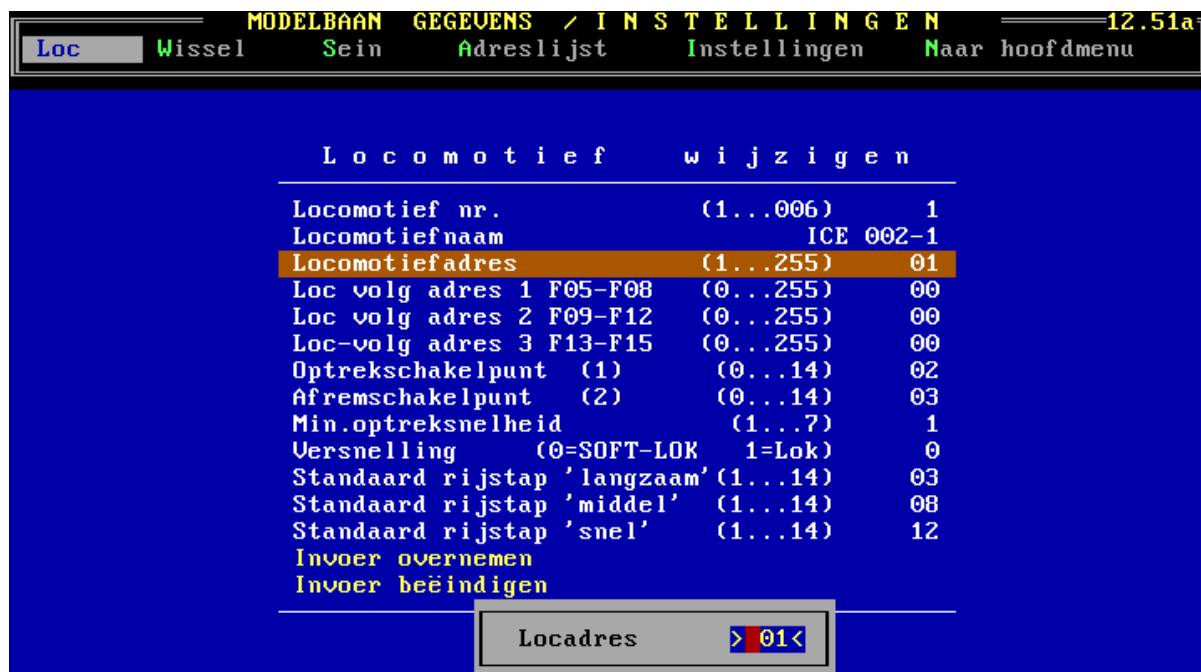 MODELBAAN GEGEVENS / I N S T E L L I N G E N 12.51a
Loc Wissel Sein Adreslijst Instellingen Naar hoofdmenu
L o c o m o t i e f w i j z i g e n
Locomotief nr. (1...006) 1
Locomotiefnaam ICE 002-1
Locomotiefadres (1...255) 01
Loc volg adres 1 F05-F08 (0...255) 00
Loc volg adres 2 F09-F12 (0...255) 00
Loc-volg adres 3 F13-F15 (0...255) 00
Optrekschakelpunt (1) (0...14) 02
Afremschakelpunt (2) (0...14) 03
Min.optreksnelheid (1...7) 1
Versnelling (0=SOFT-LOK 1=Lok) 0
Standaard rijstap 'langzaam' (1...14) 03
Standaard rijstap 'middel' (1...14) 08
Standaard rijstap 'snel' (1...14) 12
Invoer overnemen
Invoer beëindigen
Locadres > 01<